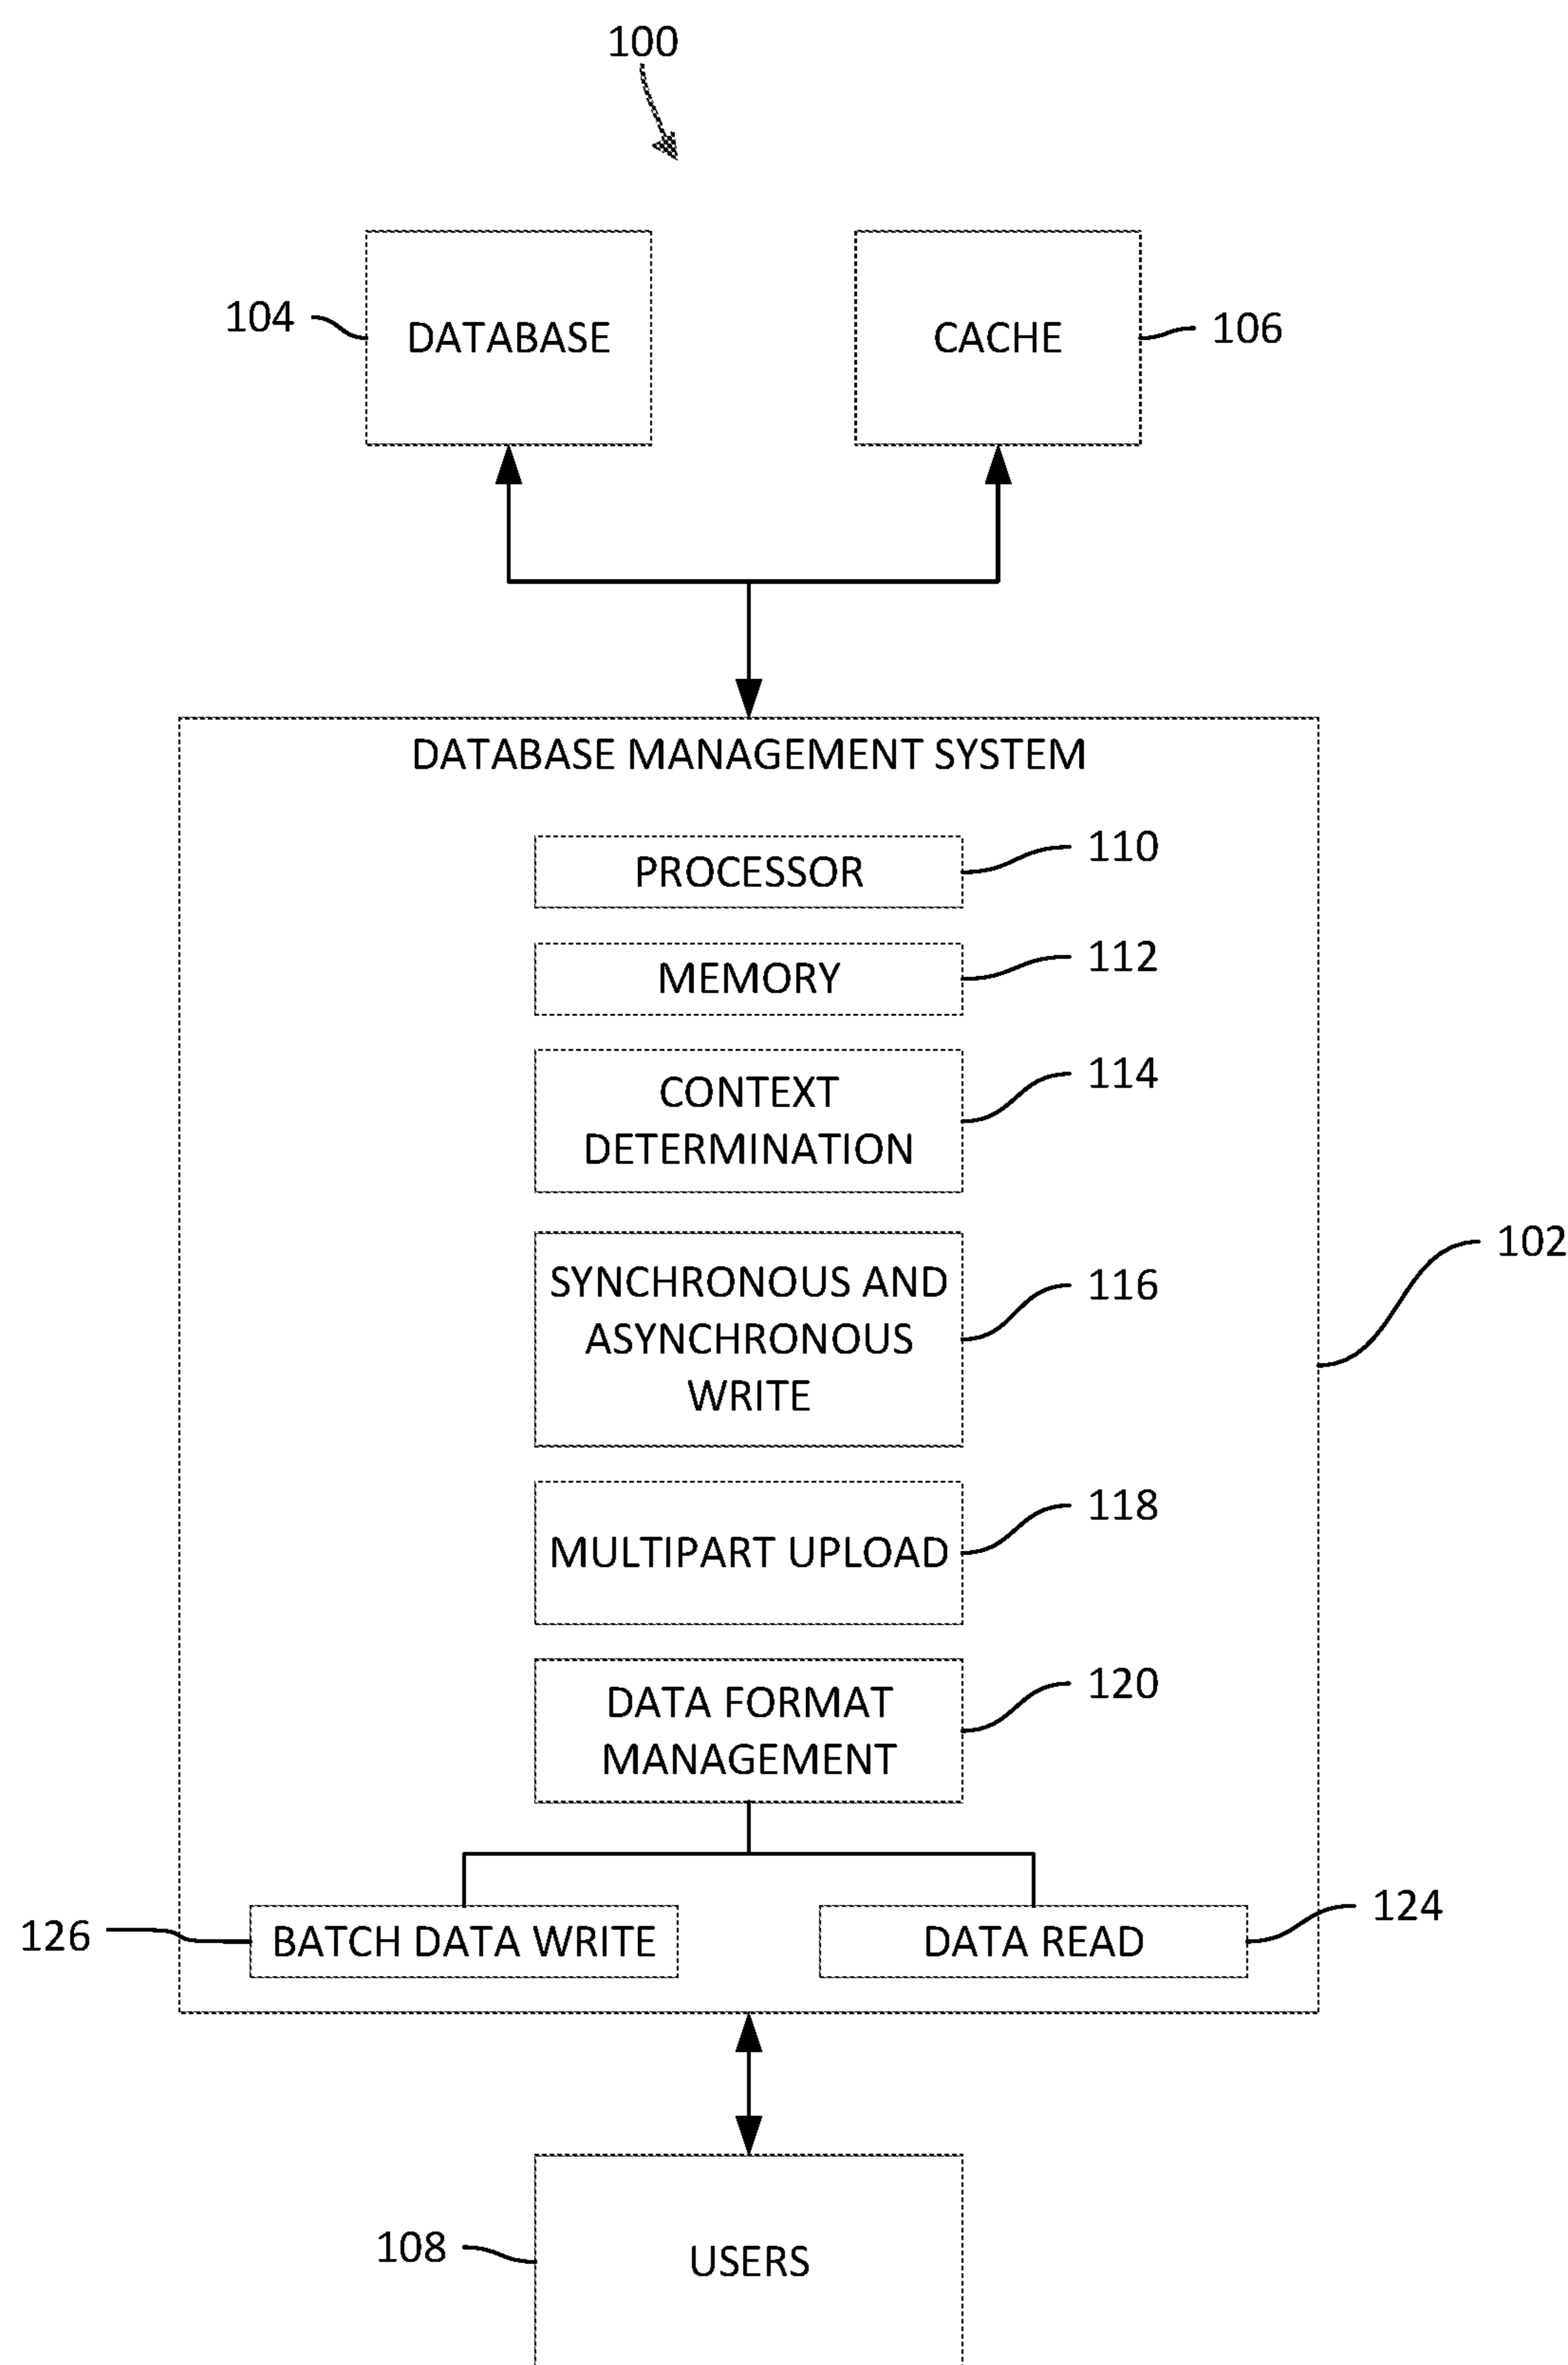 100
104
DATABASE
CACHE
106
DATABASE MANAGEMENT SYSTEM
PROCESSOR
110
MEMORY
112
CONTEXT
DETERMINATION
114
SYNCHRONOUS AND
ASYNCHRONOUS
WRITE
116
102
MULTIPART UPLOAD
118
DATA FORMAT
MANAGEMENT
120
126
BATCH DATA WRITE
DATA READ
124
108
USERS